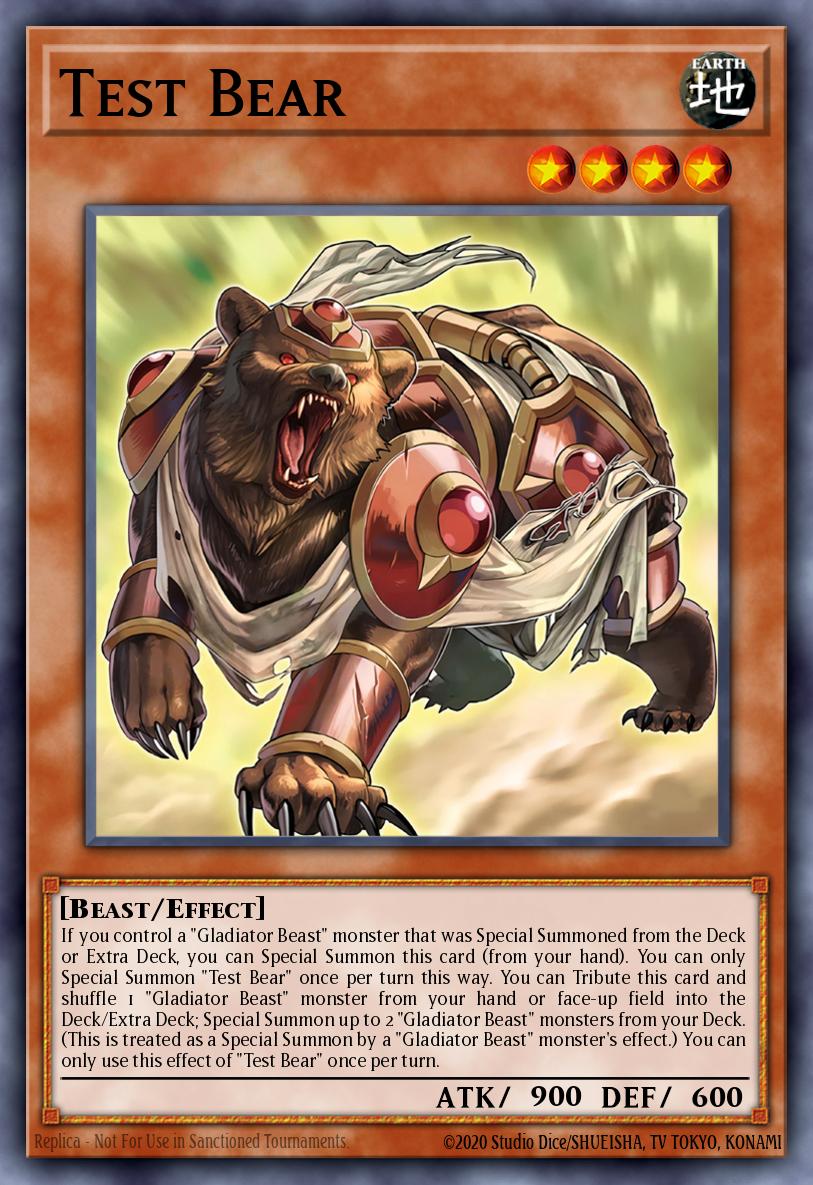 Test Bear
EARTH
地
[Beast/Effect]
If you control a "Gladiator Beast" monster that was Special Summoned from the Deck
or Extra Deck, you can Special Summon this card (from your hand). You can only
Special Summon "Test Bear" once per turn this way. You can Tribute this card and
shuffle 1 "Gladiator Beast" monster from your hand or face-up field into the
Deck/Extra Deck; Special Summon up to 2 "Gladiator Beast" monsters from your Deck.
(This is treated as a Special Summon by a "Gladiator Beast" monster's effect.) You can
only use this effect of "Test Bear" once per turn.
ATK/ 900 DEF/ 600
Replica - Not For Use in Sanctioned Tournaments.
©2020 Studio Dice/SHUEISHA, TV TOKYO, KONAMI